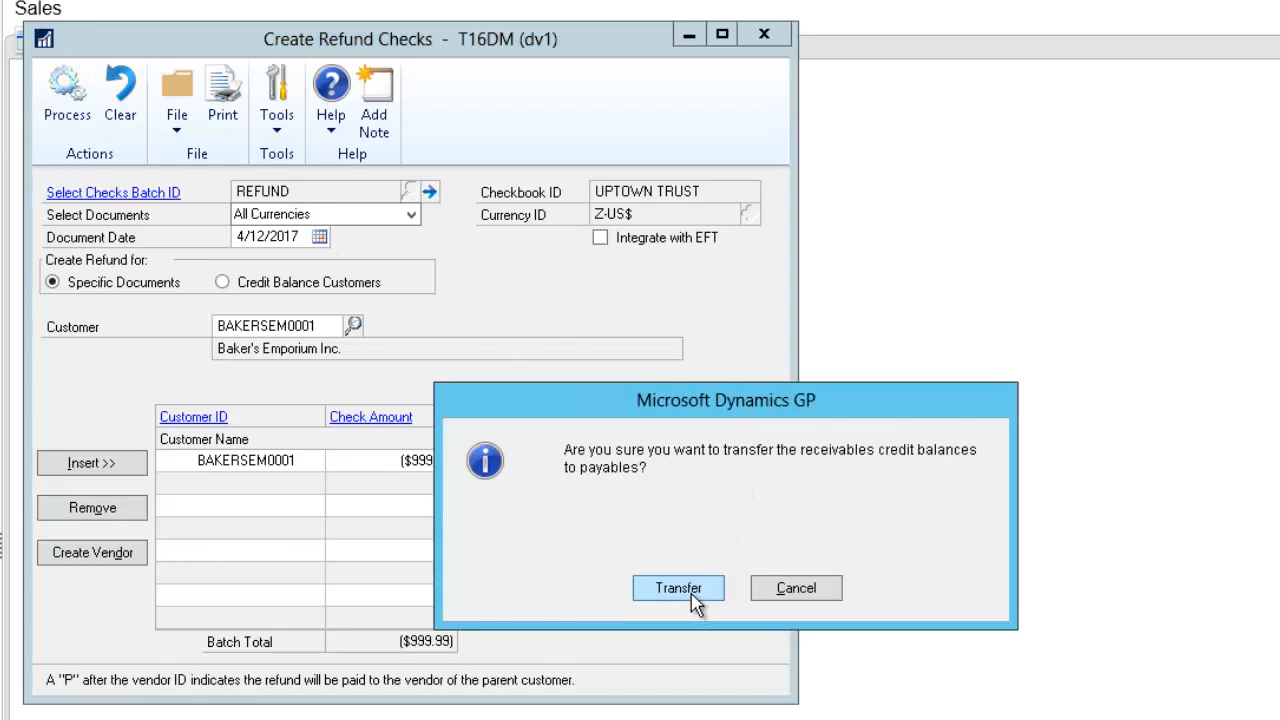 Sales
Create Refund Checks - T16DM (dv1)
Process Clear File Print Tools Help Add Note
Actions File Tools Help
Select Checks Batch ID REFUND Checkbook ID UPTOWN TRUST
Select Documents All Currencies Currency ID Z-US$
Document Date 4/12/2017 Integrate with EFT
Create Refund for:
Specific Documents Credit Balance Customers
Customer BAKERSEM0001
Baker's Emporium Inc.
Microsoft Dynamics GP
Customer ID Check Amount
Customer Name
Are you sure you want to transfer the receivables credit balances
to payables?
Insert >> BAKERSEM0001 ($999
Remove
Create Vendor
Transfer Cancel
Batch Total ($999.99)
A "P" after the vendor ID indicates the refund will be paid to the vendor of the parent customer.